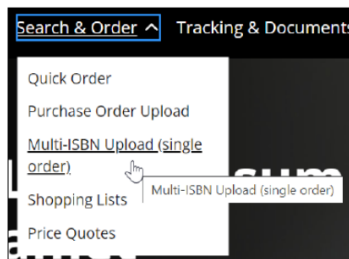 Search & Order Tracking & Documents
Quick Order
Purchase Order Upload
Multi-ISBN Upload (single
order)
Multi-ISBN Upload (single order)
Shopping Lists
Price Quotes